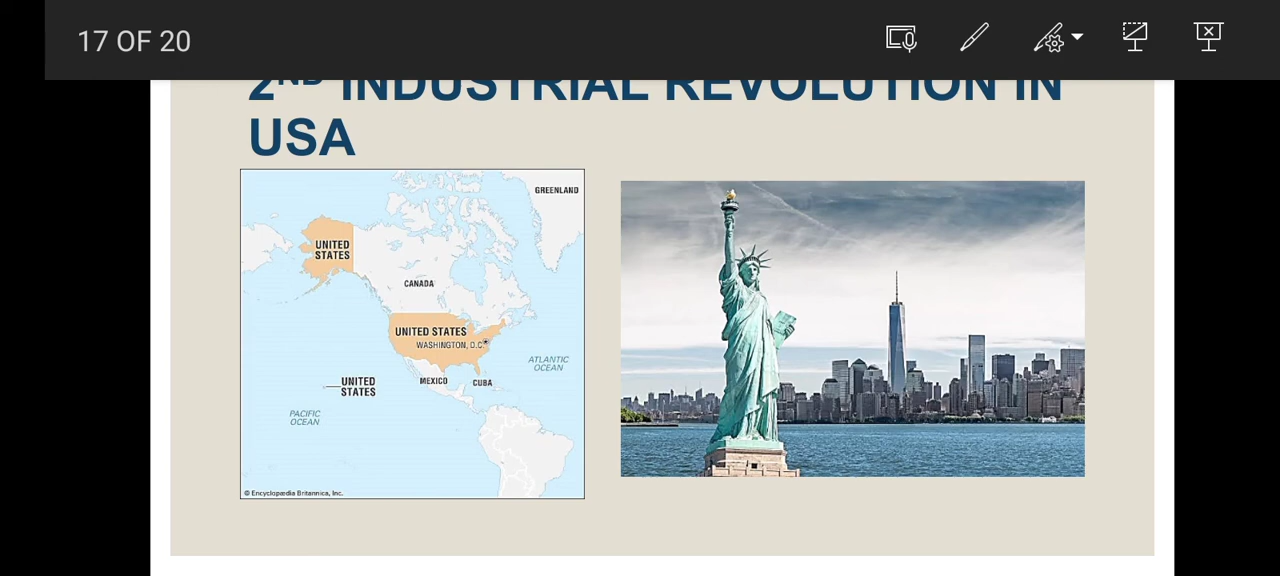 17 OF 20
2ND INDUSTRIAL REVOLUTION IN
USA
GREENLAND
UNITED
STATES
CANADA
UNITED STATES
WASHINGTON, D.C.
ATLANTIC
OCEAN
UNITED
STATES
MEXICO
CUBA
PACIFIC
OCEAN
© Encyclopædia Britannica, Inc.